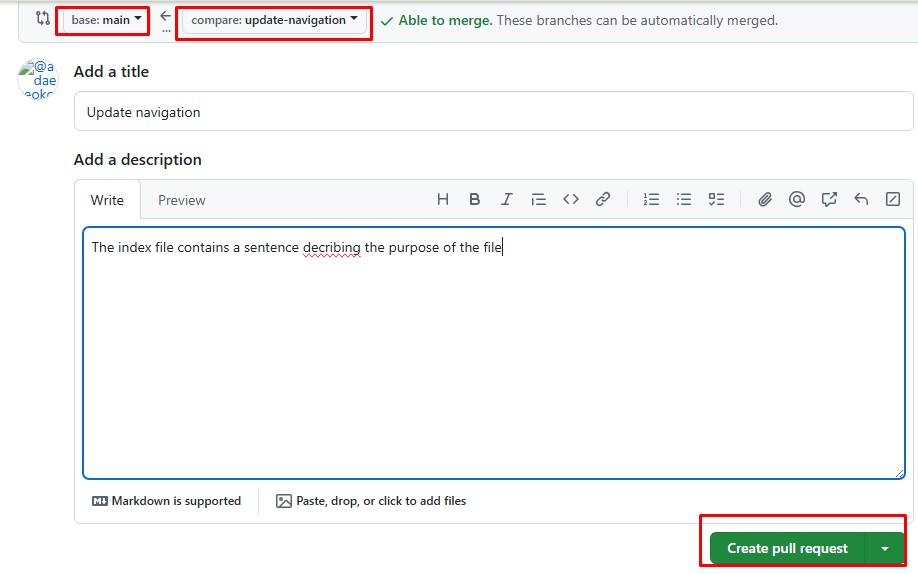 base: main
compare: update-navigation
Able to merge. These branches can be automatically merged.
@a
dae
eokc
Add a title
Update navigation
Add a description
Write
Preview
H
B
I
The index file contains a sentence decribing the purpose of the file
Markdown is supported
Paste, drop, or click to add files
Create pull request